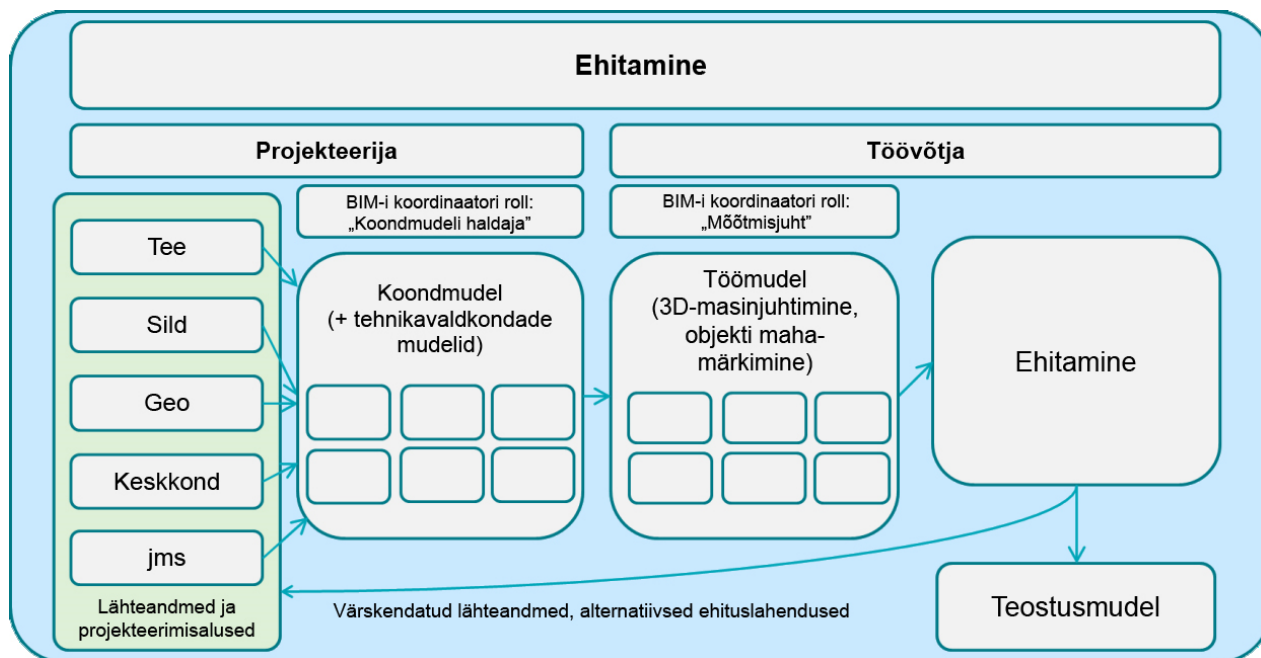 Ehitamine
Projekteerija
Töövõtja
BIM-i koordinaatori roll:
„Koondmudeli haldaja”
BIM-i koordinaatori roll:
„Mõõtmisjuht”
Tee
Sild
Geo
Keskkond
jms
Lähteandmed ja
projekteerimisalused
Koondmudel
(+ tehnikavaldkondade
mudelid)
Töömudel
(3D-masinjuhtimine,
objekti maha-
märkimine)
Ehitamine
Värskendatud lähteandmed, alternatiivsed ehituslahendused
Teostusmudel